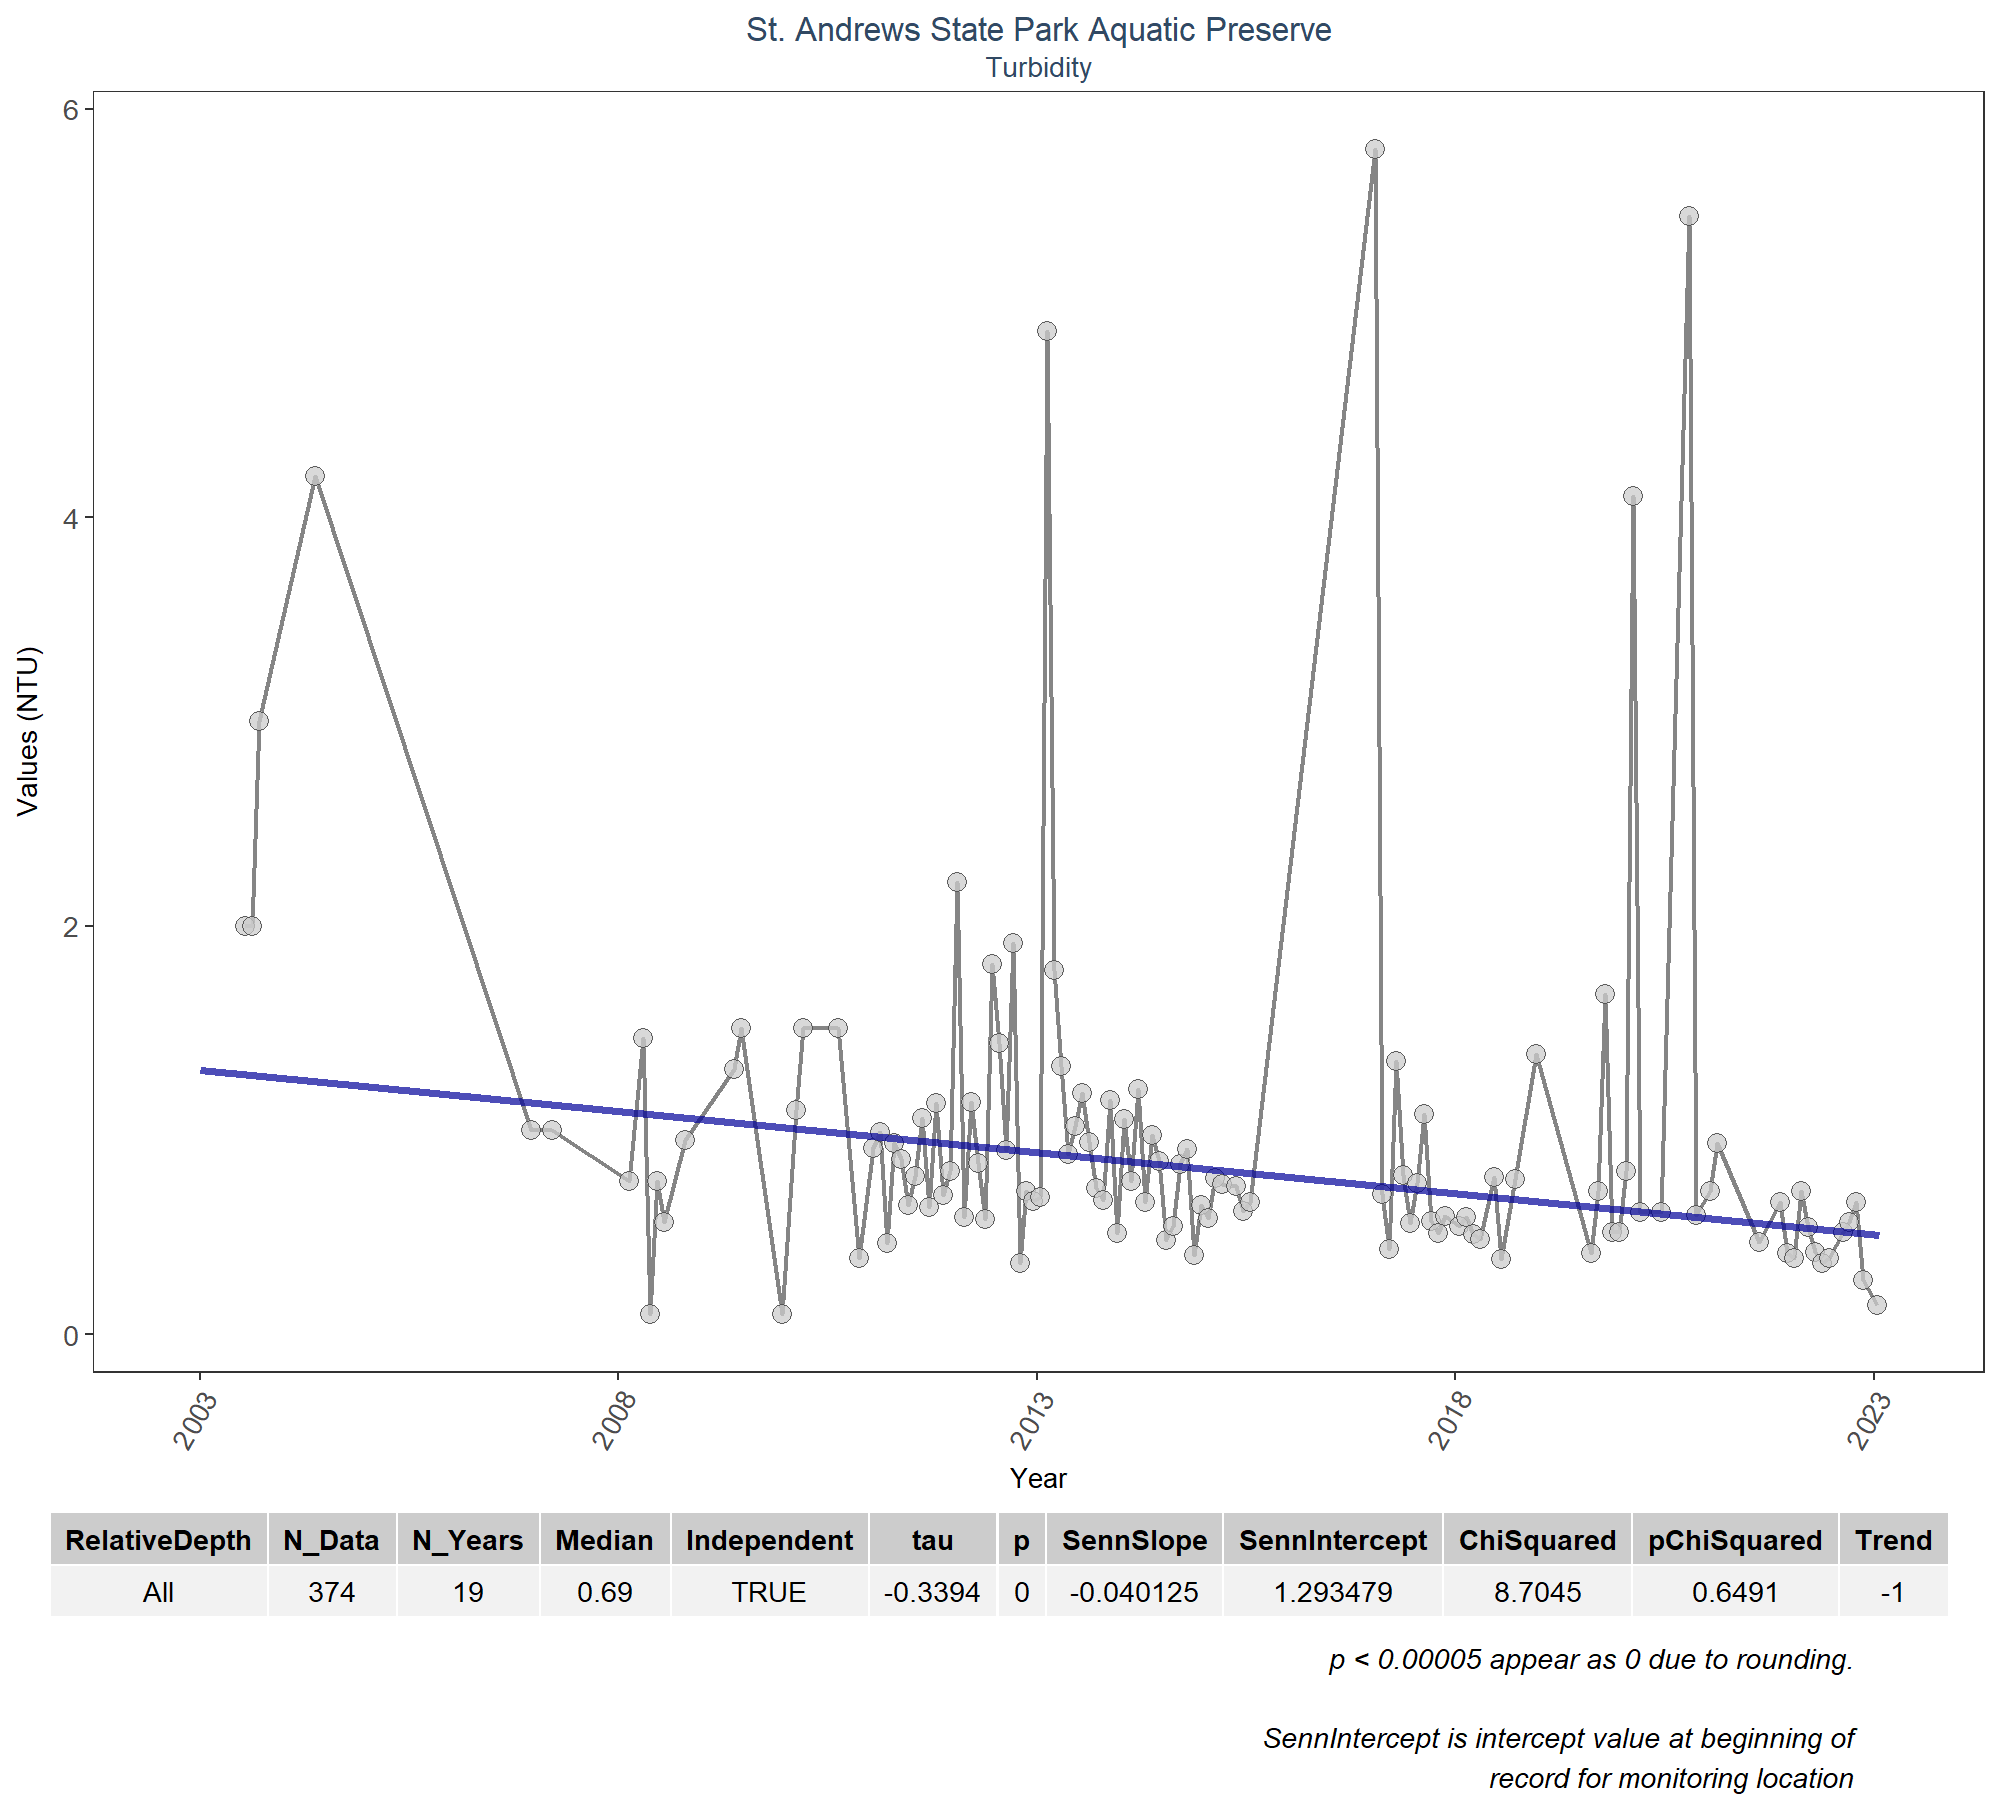 St. Andrews State Park Aquatic Preserve
Turbidity
6
4
2
0
Values (NTU)
2003 2008 2013 2018 2023
Year
RelativeDepth N_Data N_Years Median Independent tau p SennSlope SennIntercept ChiSquared pChiSquared Trend
All 374 19 0.69 TRUE -0.3394 0 -0.040125 1.293479 8.7045 0.6491 -1
p < 0.00005 appear as 0 due to rounding.
SennIntercept is intercept value at beginning of
record for monitoring location